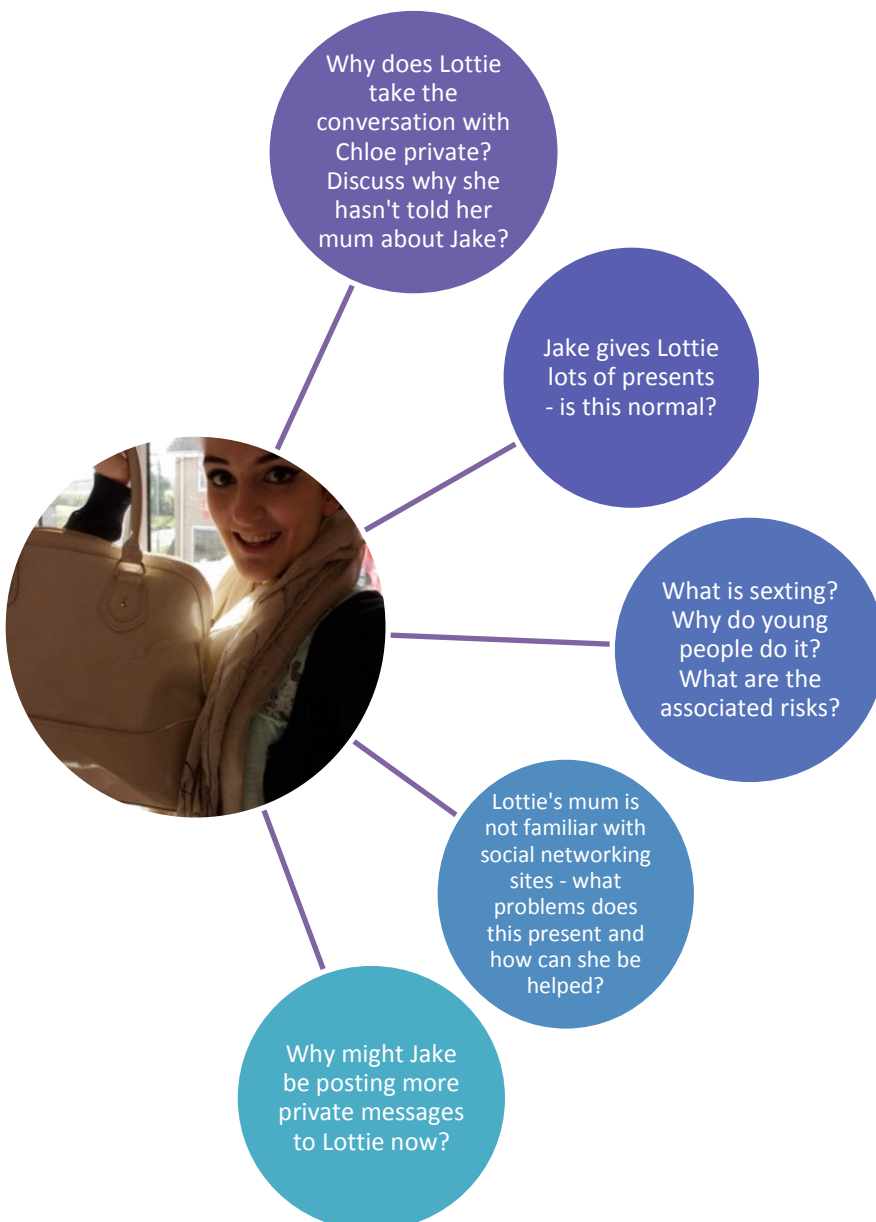 Why does Lottie
take the
conversation with
Chloe private?
Discuss why she
hasn't told her
mum about Jake?
Jake gives Lottie
lots of presents
- is this normal?
What is sexting?
Why do young
people do it?
What are the
associated risks?
Lottie's mum is
not familiar with
social networking
sites - what
problems does
this present and
how can she be
helped?
Why might Jake
be posting more
private messages
to Lottie now?